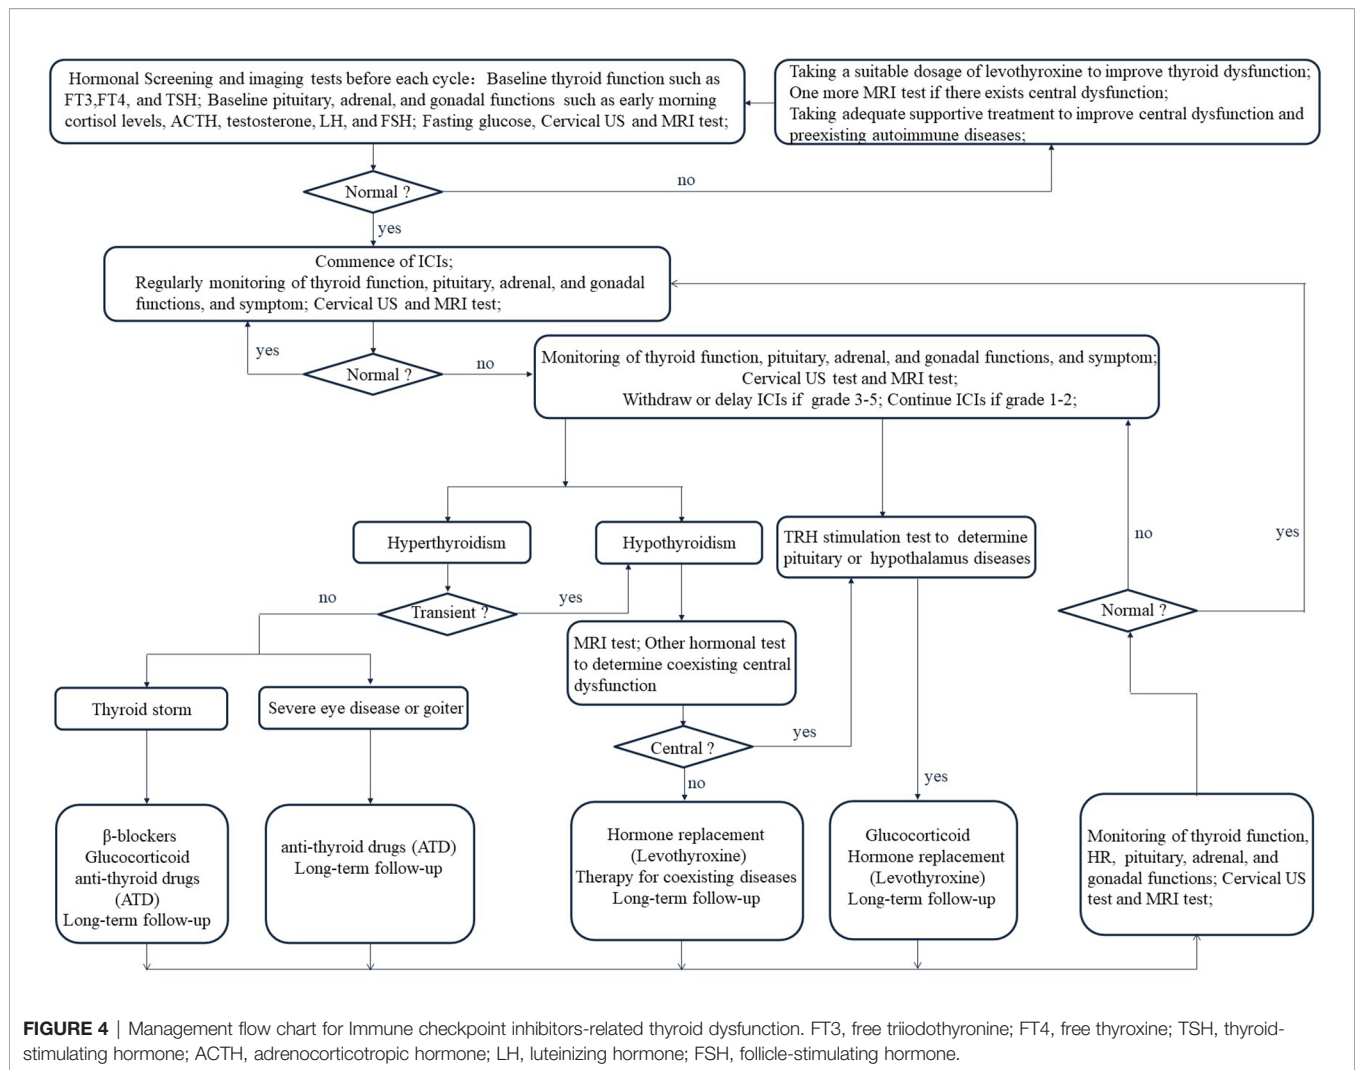 Hormonal Screening and imaging tests before each cycle: Baseline thyroid function such as
FT3,FT4, and TSH; Baseline pituitary, adrenal, and gonadal functions such as early morning
cortisol levels, ACTH, testosterone, LH, and FSH; Fasting glucose, Cervical US and MRI test;
Taking a suitable dosage of levothyroxine to improve thyroid dysfunction;
One more MRI test if there exists central dysfunction;
Taking adequate supportive treatment to improve central dysfunction and
preexisting autoimmune diseases;
Normal ?
no
yes
Commence of ICIs;
Regularly monitoring of thyroid function, pituitary, adrenal, and gonadal
functions, and symptom; Cervical US and MRI test;
yes
Normal ?
no
Monitoring of thyroid function, pituitary, adrenal, and gonadal functions, and symptom;
Cervical US test and MRI test;
Withdraw or delay ICIs if grade 3-5; Continue ICIs if grade 1-2;
Hyperthyroidism
Hypothyroidism
TRH stimulation test to determine
pituitary or hypothalamus diseases
no
yes
no
Transient ?
yes
Normal ?
MRI test; Other hormonal test
to determine coexisting central
dysfunction
Thyroid storm
Severe eye disease or goiter
Central ?
yes
no
yes
β-blockers
Glucocorticoid
anti-thyroid drugs
(ATD)
Long-term follow-up
anti-thyroid drugs (ATD)
Long-term follow-up
Hormone replacement
(Levothyroxine)
Therapy for coexisting diseases
Long-term follow-up
Glucocorticoid
Hormone replacement
(Levothyroxine)
Long-term follow-up
Monitoring of thyroid function,
HR, pituitary, adrenal, and
gonadal functions; Cervical US
test and MRI test;
FIGURE 4 | Management flow chart for Immune checkpoint inhibitors-related thyroid dysfunction. FT3, free triiodothyronine; FT4, free thyroxine; TSH, thyroid-
stimulating hormone; ACTH, adrenocorticotropic hormone; LH, luteinizing hormone; FSH, follicle-stimulating hormone.